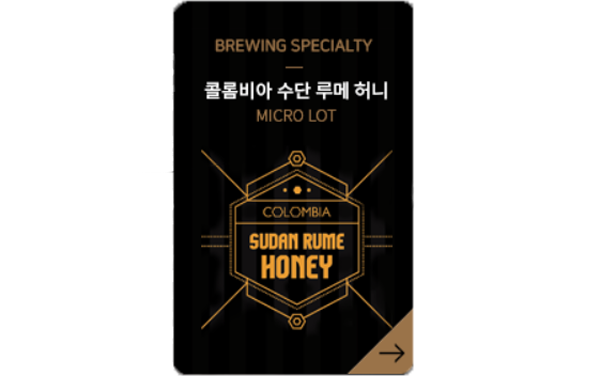 BREWING SPECIALTY
콜롬비아 수단 루메 허니
MICRO LOT
COLOMBIA
SUDAN RUME
HONEY